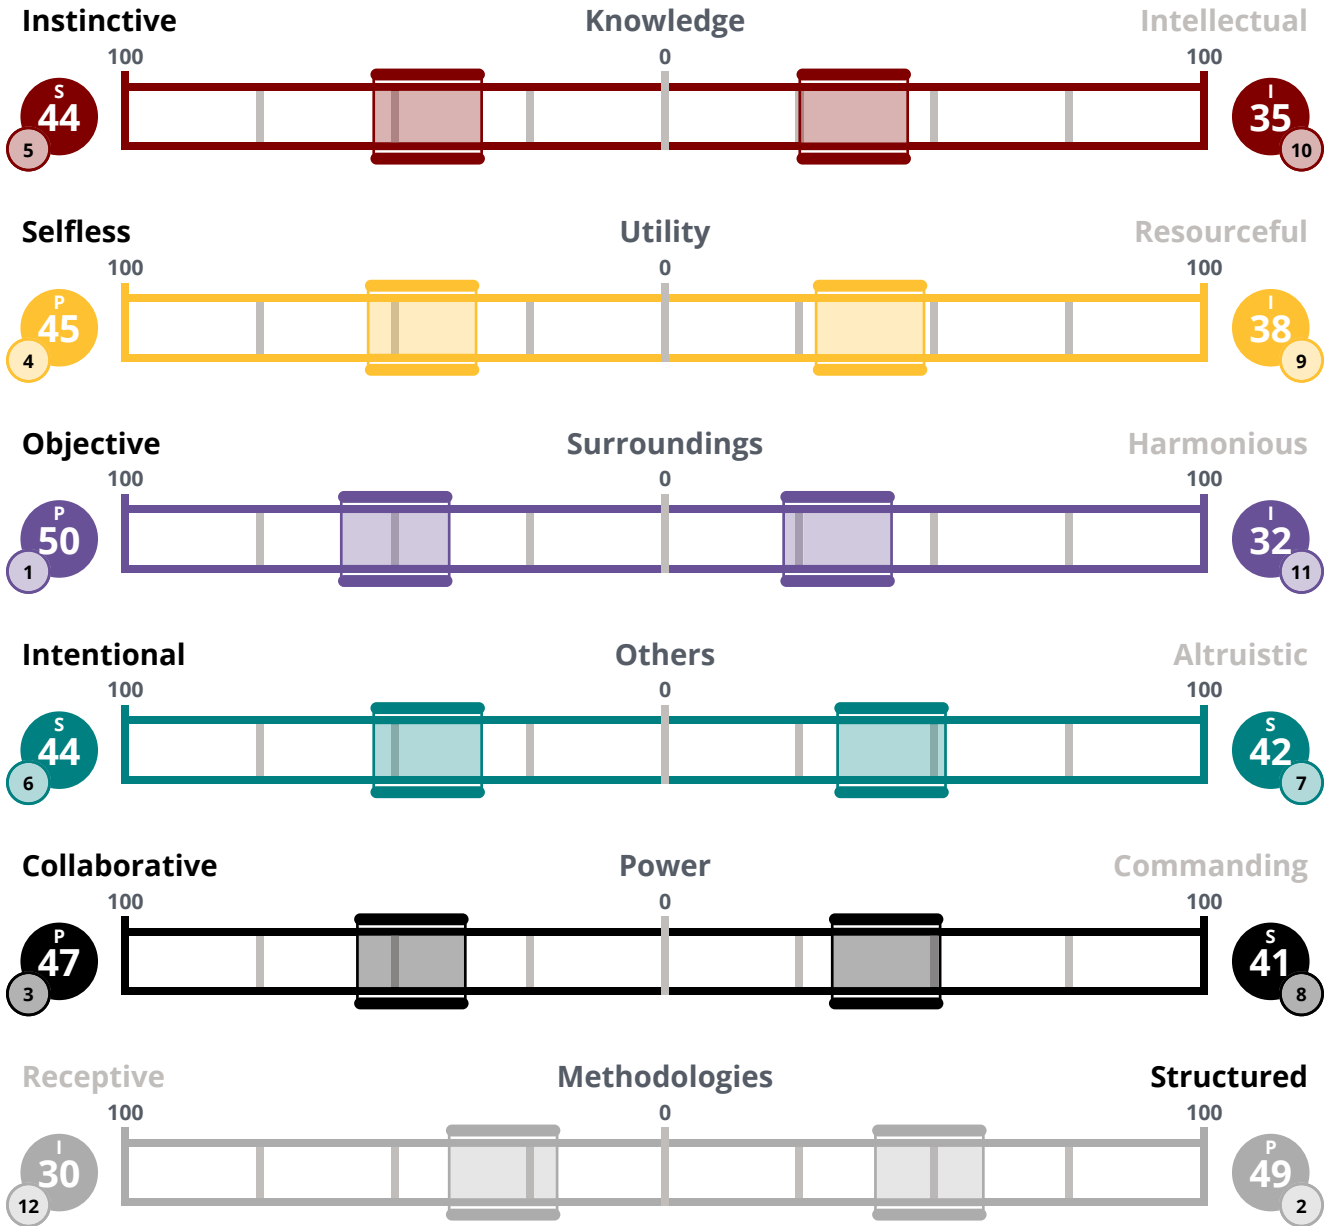 Instinctive Knowledge Intellectual
100 0 100
S I
44 35
5 10
Selfless Utility Resourceful
100 0 100
P I
45 38
4 9
Objective Surroundings Harmonious
100 0 100
P I
50 32
1 11
Intentional Others Altruistic
100 0 100
S S
44 42
6 7
Collaborative Power Commanding
100 0 100
P S
47 41
3 8
Receptive Methodologies Structured
100 0 100
I P
30 49
12 2